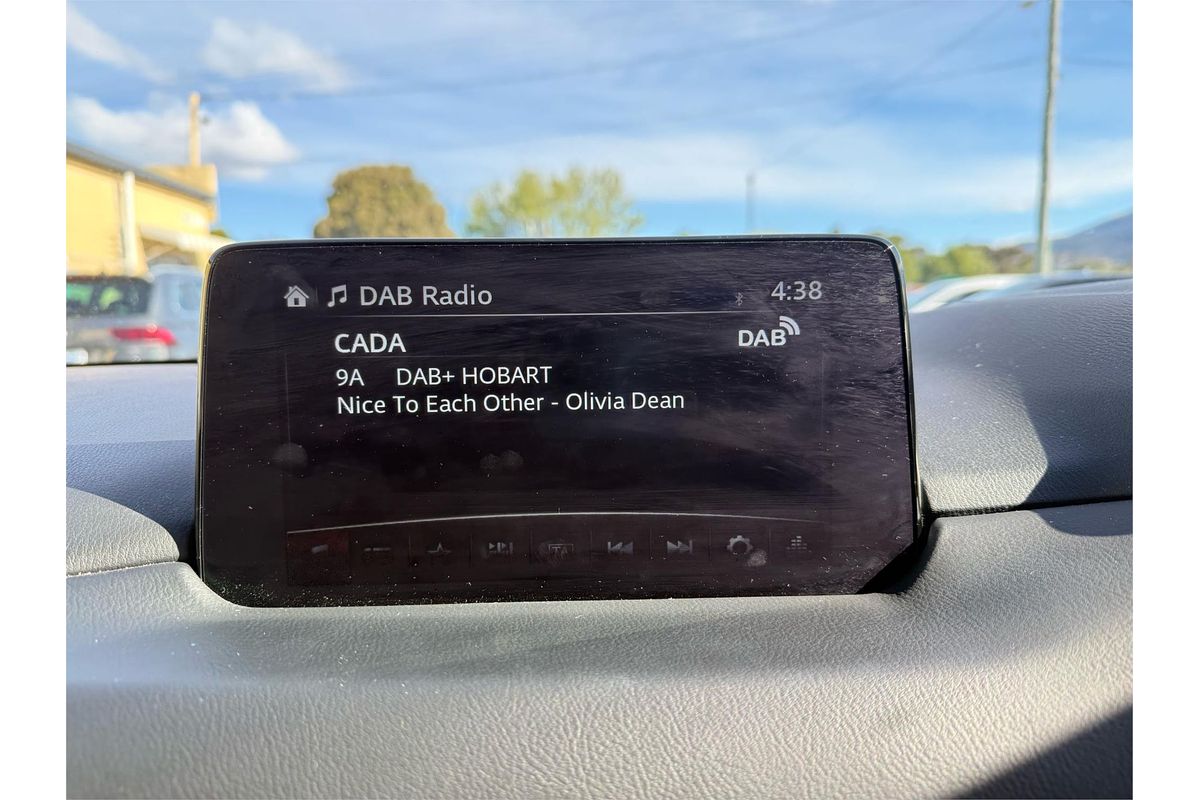 DAB Radio 4:38
CADA DAB
9A DAB+ HOBART
Nice To Each Other - Olivia Dean